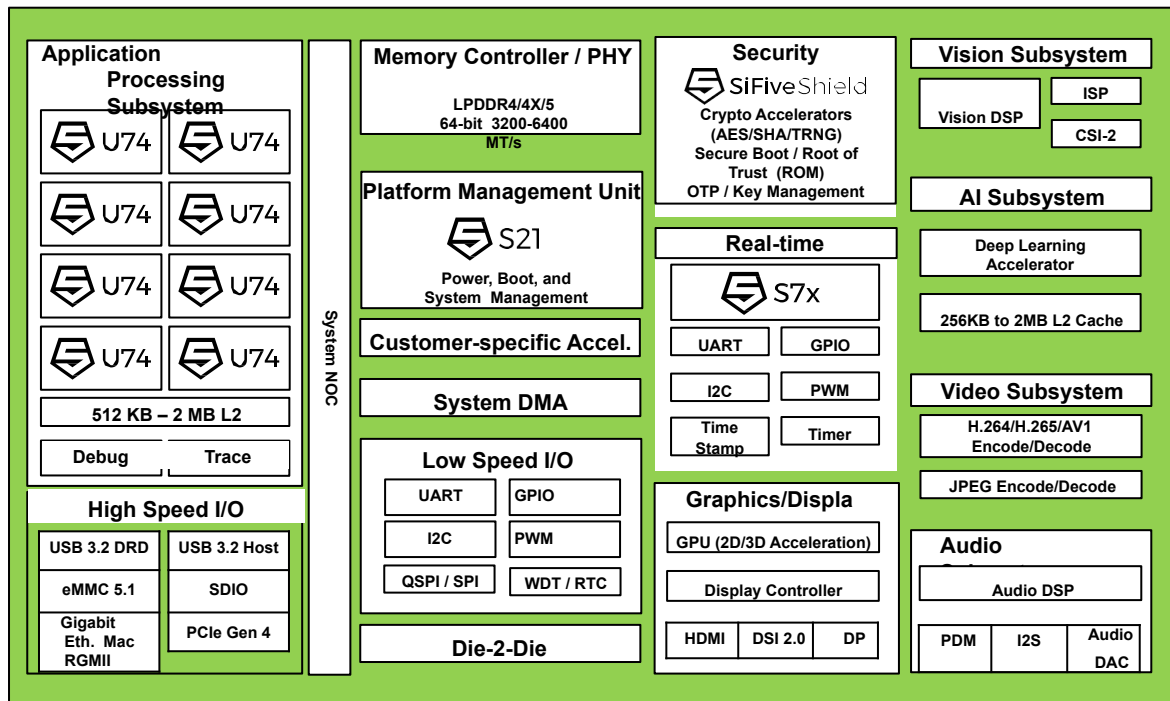 Application
Processing
Subsystem
U74
U74
U74
U74
U74
U74
U74
U74
512 KB – 2 MB L2
Debug
Trace
High Speed I/O
USB 3.2 DRD
USB 3.2 Host
eMMC 5.1
SDIO
Gigabit
Eth. Mac
RGMII
PCIe Gen 4
System NOC
Memory Controller / PHY
LPDDR4/4X/5
64-bit 3200-6400
MT/s
Platform Management Unit
S21
Power, Boot, and
System Management
Customer-specific Accel.
System DMA
Low Speed I/O
UART
GPIO
I2C
PWM
QSPI / SPI
WDT / RTC
Die-2-Die
Security
SiFive Shield
Crypto Accelerators
(AES/SHA/TRNG)
Secure Boot / Root of
Trust (ROM)
OTP / Key Management
Real-time
S7x
UART
GPIO
I2C
PWM
Time
Stamp
Timer
Graphics/Displa
GPU (2D/3D Acceleration)
Display Controller
HDMI
DSI 2.0
DP
Vision Subsystem
Vision DSP
ISP
CSI-2
AI Subsystem
Deep Learning
Accelerator
256KB to 2MB L2 Cache
Video Subsystem
H.264/H.265/AV1
Encode/Decode
JPEG Encode/Decode
Audio
Audio DSP
PDM
I2S
Audio
DAC